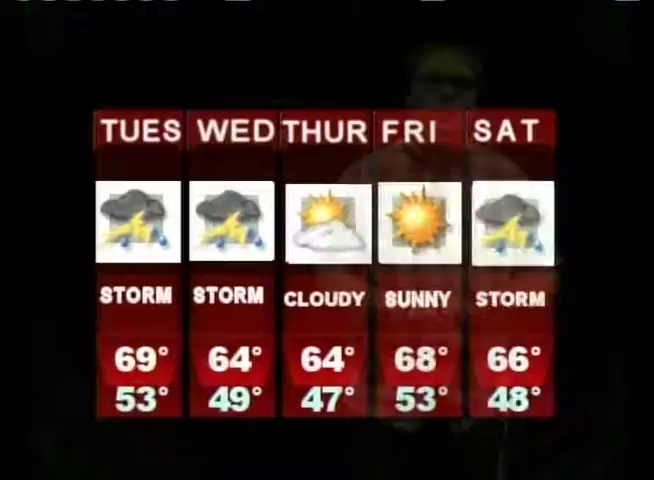 TUES WED THUR FRI SAT
STORM STORM CLOUDY SUNNY STORM
69° 64° 64° 68° 66°
53° 49° 47° 53° 48°